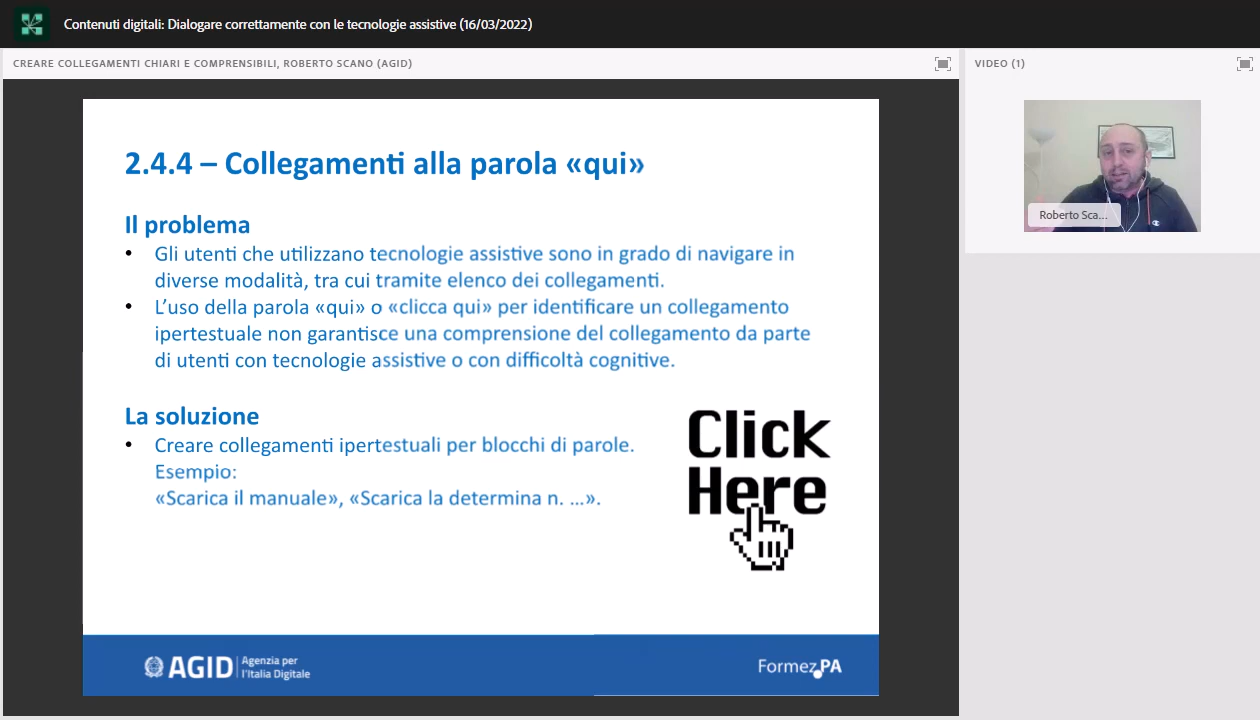 Contenuti digitali: Dialogare correttamente con le tecnologie assistive (16/03/2022)
CREARE COLLEGAMENTI CHIARI E COMPRENSIBILI, ROBERTO SCANO (AGID)
VIDEO (1)
2.4.4 – Collegamenti alla parola «qui»
Il problema
• Gli utenti che utilizzano tecnologie assistive sono in grado di navigare in
diverse modalità, tra cui tramite elenco dei collegamenti.
• L'uso della parola «qui» o «clicca qui» per identificare un collegamento
ipertestuale non garantisce una comprensione del collegamento da parte
di utenti con tecnologie assistive o con difficoltà cognitive.
La soluzione
• Creare collegamenti ipertestuali per blocchi di parole.
Esempio:
«Scarica il manuale», «Scarica la determina n. ...».
Click
Here
AGID
Agenzia per
l'Italia Digitale
FormezPA
Roberto Sca...